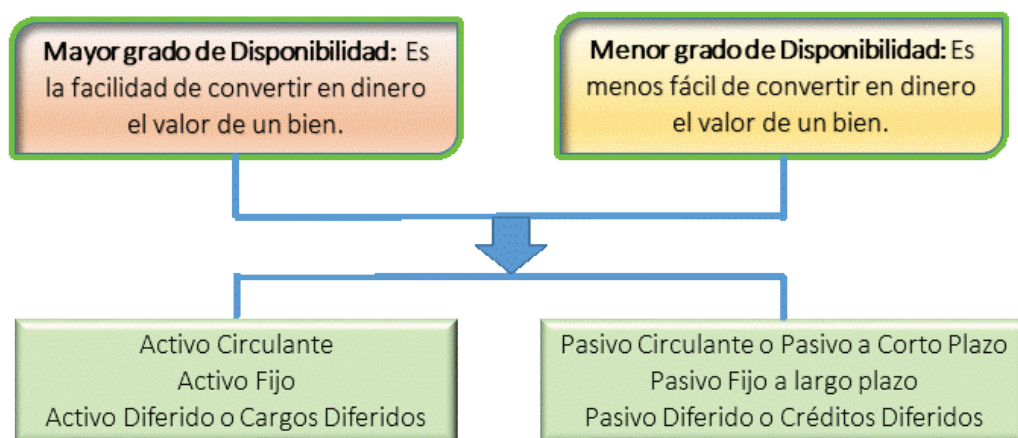 Mayor grado de Disponibilidad: Es
la facilidad de convertir en dinero
el valor de un bien.
Menor grado de Disponibilidad: Es
menos fácil de convertir en dinero
el valor de un bien.
Activo Circulante
Activo Fijo
Activo Diferido o Cargos Diferidos
Pasivo Circulante o Pasivo a Corto Plazo
Pasivo Fijo a largo plazo
Pasivo Diferido o Créditos Diferidos